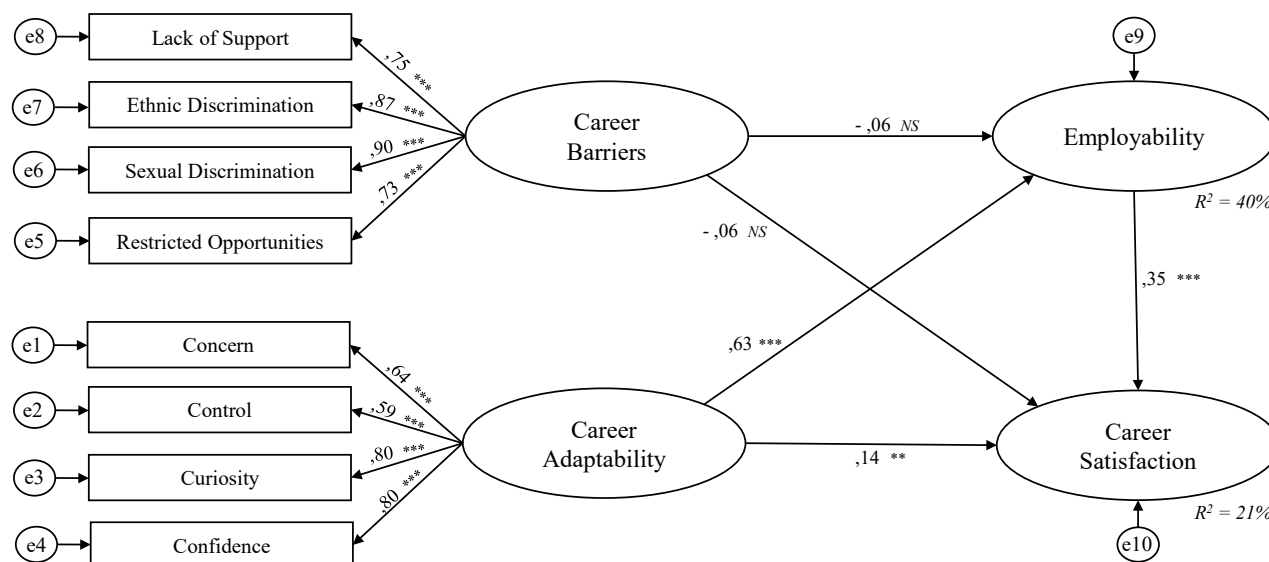 e8
Lack of Support
,75 ***
e7
Ethnic Discrimination
,87 ***
e6
Sexual Discrimination
,90 ***
e5
Restricted Opportunities
,73 ***
Career
Barriers
- ,06 NS
- ,06 NS
e9
Employability
R² = 40%
,35 ***
e1
Concern
,64 ***
e2
Control
,59 ***
e3
Curiosity
,80 ***
e4
Confidence
,80 ***
Career
Adaptability
,63 ***
,14 **
Career
Satisfaction
R² = 21%
e10